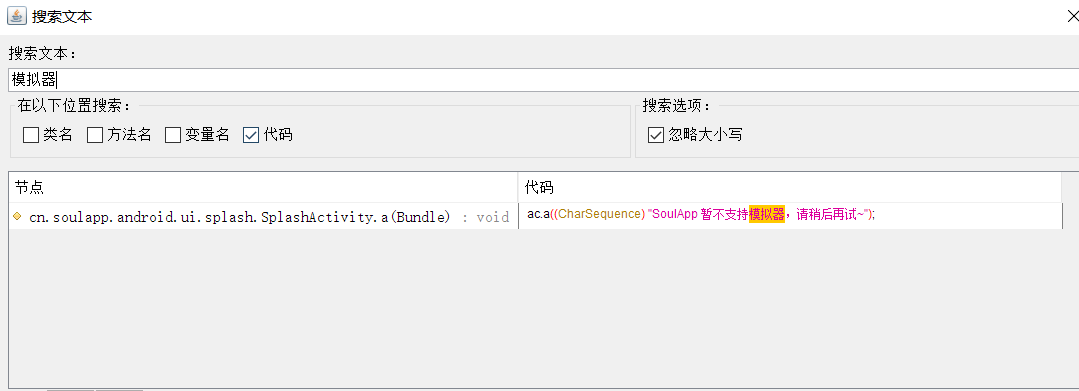 搜索文本
搜索文本：
模拟器
在以下位置搜索：
搜索选项：
类名 方法名 变量名 代码
忽略大小写
节点 代码
cn.soulapp.android.ui.splash.SplashActivity.a(Bundle) : void
ac.a((CharSequence) "SoulApp 暂不支持模拟器，请稍后再试~");